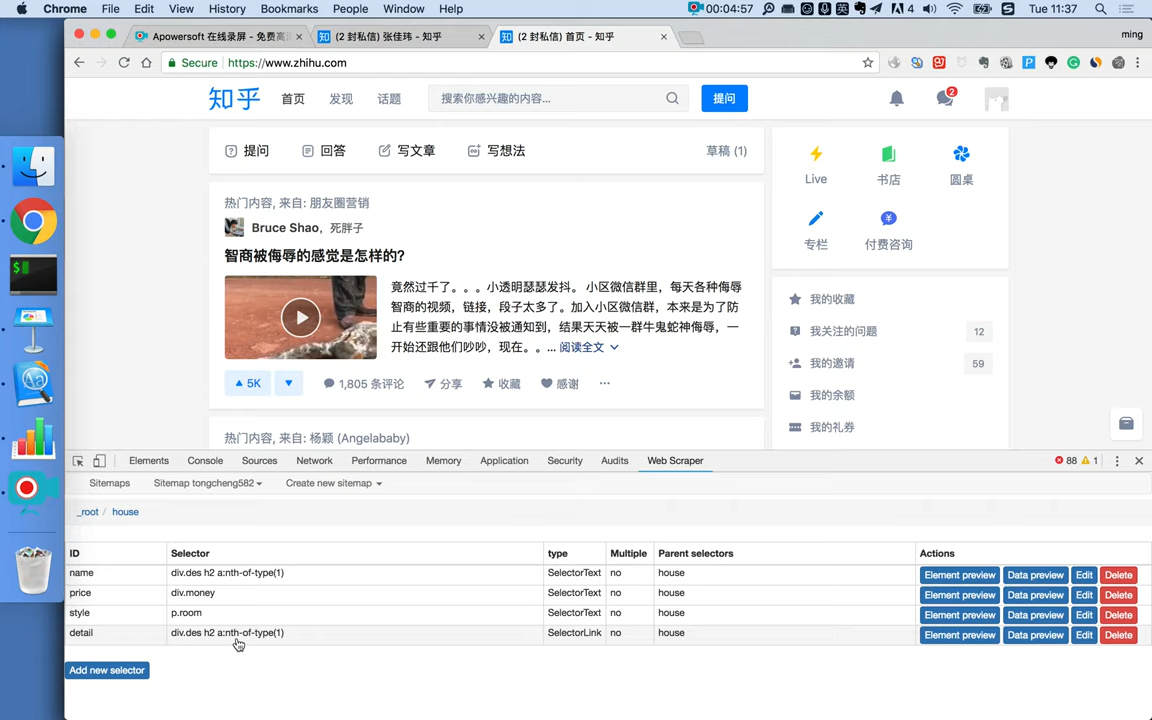 Chrome File Edit View History Bookmarks People Window Help 00:04:57 4 Tue 11:37
Apowersoft 在线录屏 - 免费高
(2 封私信) 张佳玮 - 知乎
(2 封私信) 首页 - 知乎
ming
Secure https://www.zhihu.com
知乎 首页 发现 话题 搜索你感兴趣的内容... 提问 2
提问 回答 写文章 写想法 草稿 (1)
Live 书店 圆桌
专栏 付费咨询
热门内容, 来自: 朋友圈营销
Bruce Shao，死胖子
智商被侮辱的感觉是怎样的?
竟然过千了。。。小透明瑟瑟发抖。 小区微信群里，每天各种侮辱
智商的视频，链接，段子太多了。加入小区微信群，本来是为了防
止有些重要的事情没被通知到，结果天天被一群牛鬼蛇神侮辱，一
开始还跟他们吵吵，现在。。... 阅读全文
5K 1,805 条评论 分享 收藏 感谢 ···
热门内容, 来自: 杨颖 (Angelababy)
我的收藏
我关注的问题 12
我的邀请 59
我的余额
我的礼券
Elements Console Sources Network Performance Memory Application Security Audits Web Scraper 88 1
Sitemaps Sitemap tongcheng582 Create new sitemap
_root / house
ID Selector type Multiple Parent selectors Actions
name div.des h2 a:nth-of-type(1) SelectorText no house Element preview Data preview Edit Delete
price div.money SelectorText no house Element preview Data preview Edit Delete
style p.room SelectorText no house Element preview Data preview Edit Delete
detail div.des h2 a:nth-of-type(1) SelectorLink no house Element preview Data preview Edit Delete
Add new selector